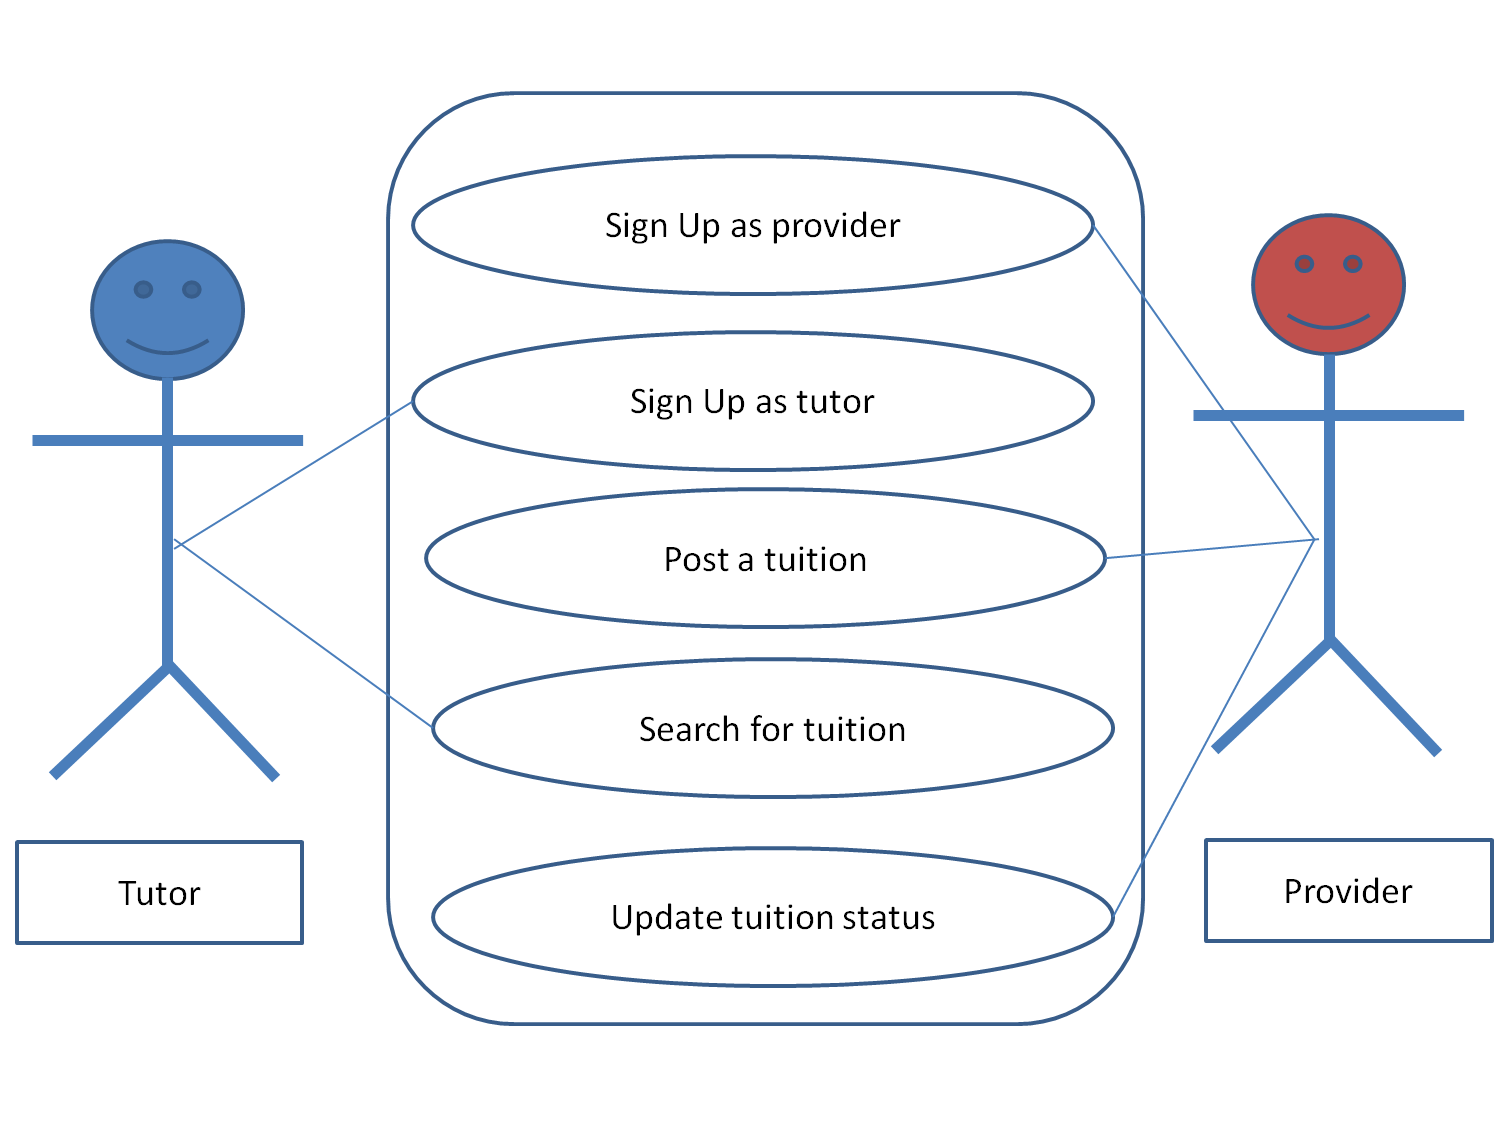 Sign Up as provider
Sign Up as tutor
Post a tuition
Search for tuition
Update tuition status
Tutor
Provider